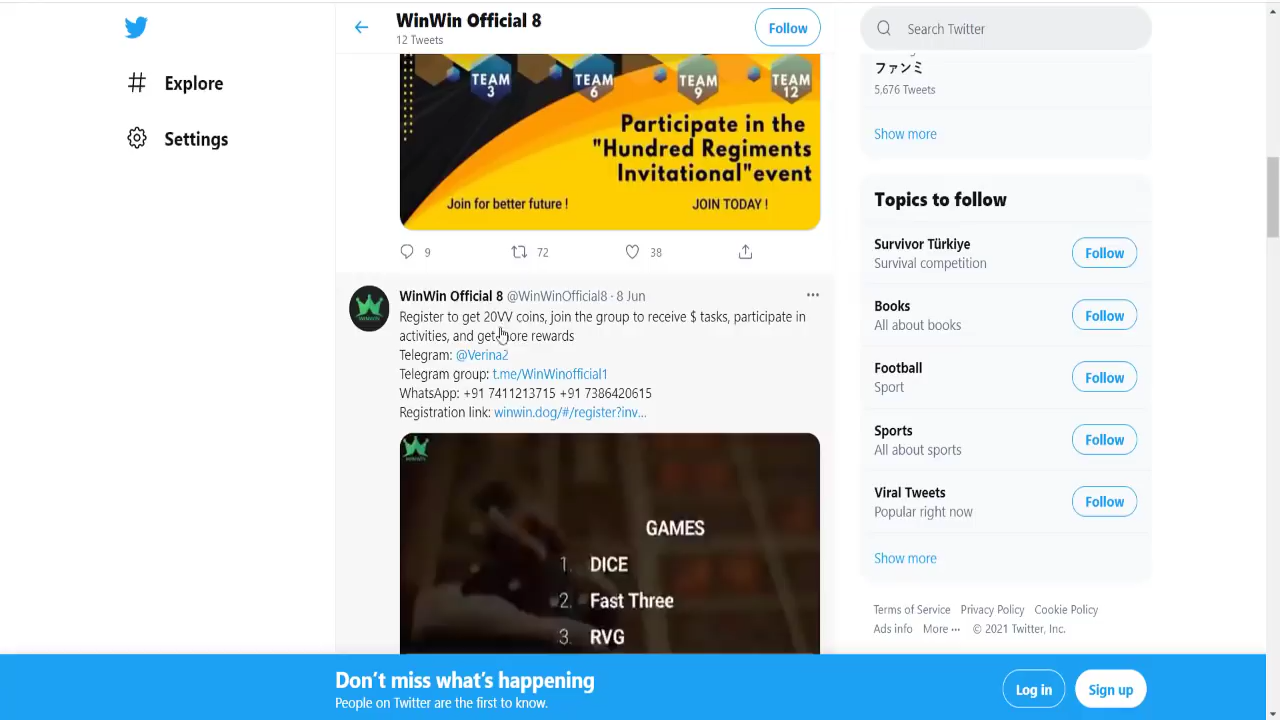 WinWin Official 8
12 Tweets
Follow
Search Twitter
Explore
Settings
TEAM 3
TEAM 6
TEAM 9
TEAM 12
Participate in the
"Hundred Regiments
Invitational"event
Join for better future !
JOIN TODAY !
9
72
38
WinWin Official 8 @WinWinOfficial8 · 8 Jun
Register to get 20VV coins, join the group to receive $ tasks, participate in
activities, and get more rewards
Telegram: @Verina2
Telegram group: t.me/WinWinofficial1
WhatsApp: +91 7411213715 +91 7386420615
Registration link: winwin.dog/#/register?inv...
GAMES
1. DICE
2. Fast Three
3. RVG
ファンミ
5.676 Tweets
Show more
Topics to follow
Survivor Türkiye
Survival competition
Follow
Books
All about books
Follow
Football
Sport
Follow
Sports
All about sports
Follow
Viral Tweets
Popular right now
Follow
Show more
Terms of Service Privacy Policy Cookie Policy
Ads info More ··· © 2021 Twitter, Inc.
Don't miss what's happening
People on Twitter are the first to know.
Log in
Sign up